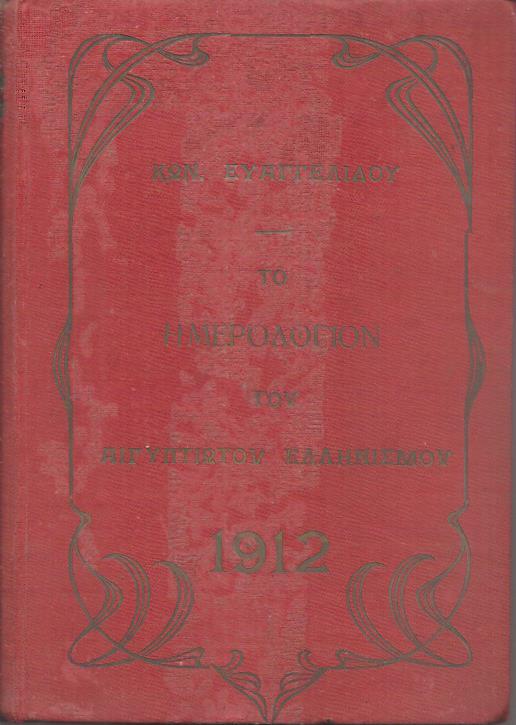 ΚΩΝ. ΕΥΑΓΓΕΛΙΔΟΥ
ΤΟ
ΗΜΕΡΟΛΟΓΙΟΝ
ΤΟΥ
ΑΙΓΥΠΤΙΩΤΟΥ ΕΛΛΗΝΙΣΜΟΥ
1912